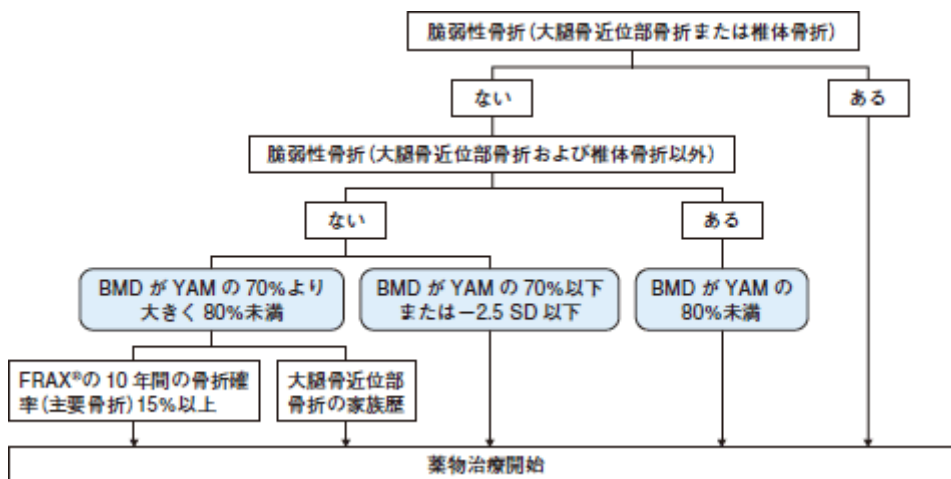 脆弱性骨折(大腿骨近位部骨折または椎体骨折)
ない
ある
脆弱性骨折(大腿骨近位部骨折および椎体骨折以外)
ない
ある
BMD が YAM の 70%より
大きく 80%未満
BMD が YAM の 70%以下
または−2.5 SD 以下
BMD が YAM の
80%未満
FRAX®の 10 年間の骨折確
率(主要骨折)15%以上
大腿骨近位部
骨折の家族歴
薬物治療開始